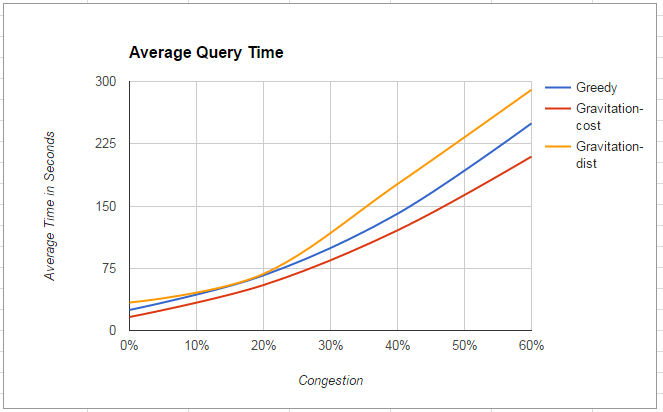 Average Query Time
300
225
150
75
0
0%
10%
20%
30%
40%
50%
60%
Average Time in Seconds
Congestion
Greedy
Gravitation-
cost
Gravitation-
dist